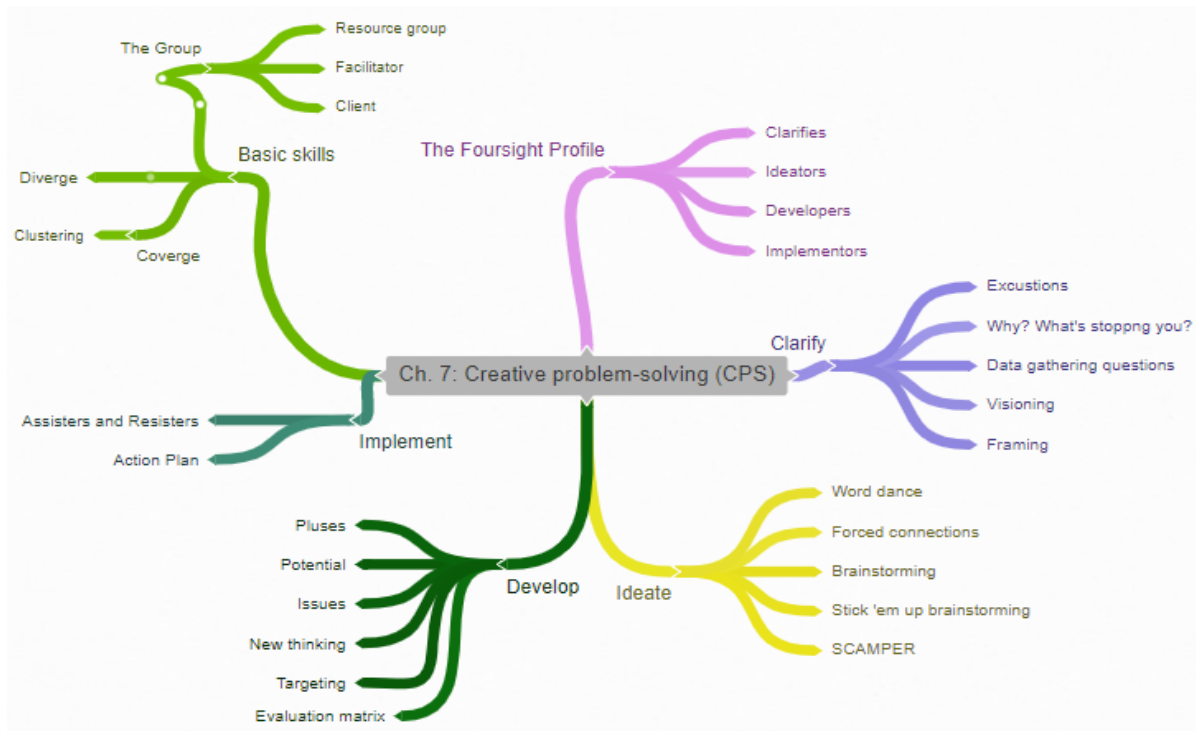 Ch. 7: Creative problem-solving (CPS)
The Foursight Profile
Clarifies
Ideators
Developers
Implementors
Clarify
Excustions
Why? What's stoppng you?
Data gathering questions
Visioning
Framing
Ideate
Word dance
Forced connections
Brainstorming
Stick 'em up brainstorming
SCAMPER
Develop
Pluses
Potential
Issues
New thinking
Targeting
Evaluation matrix
Implement
Assisters and Resisters
Action Plan
Basic skills
The Group
Resource group
Facilitator
Client
Diverge
Coverge
Clustering